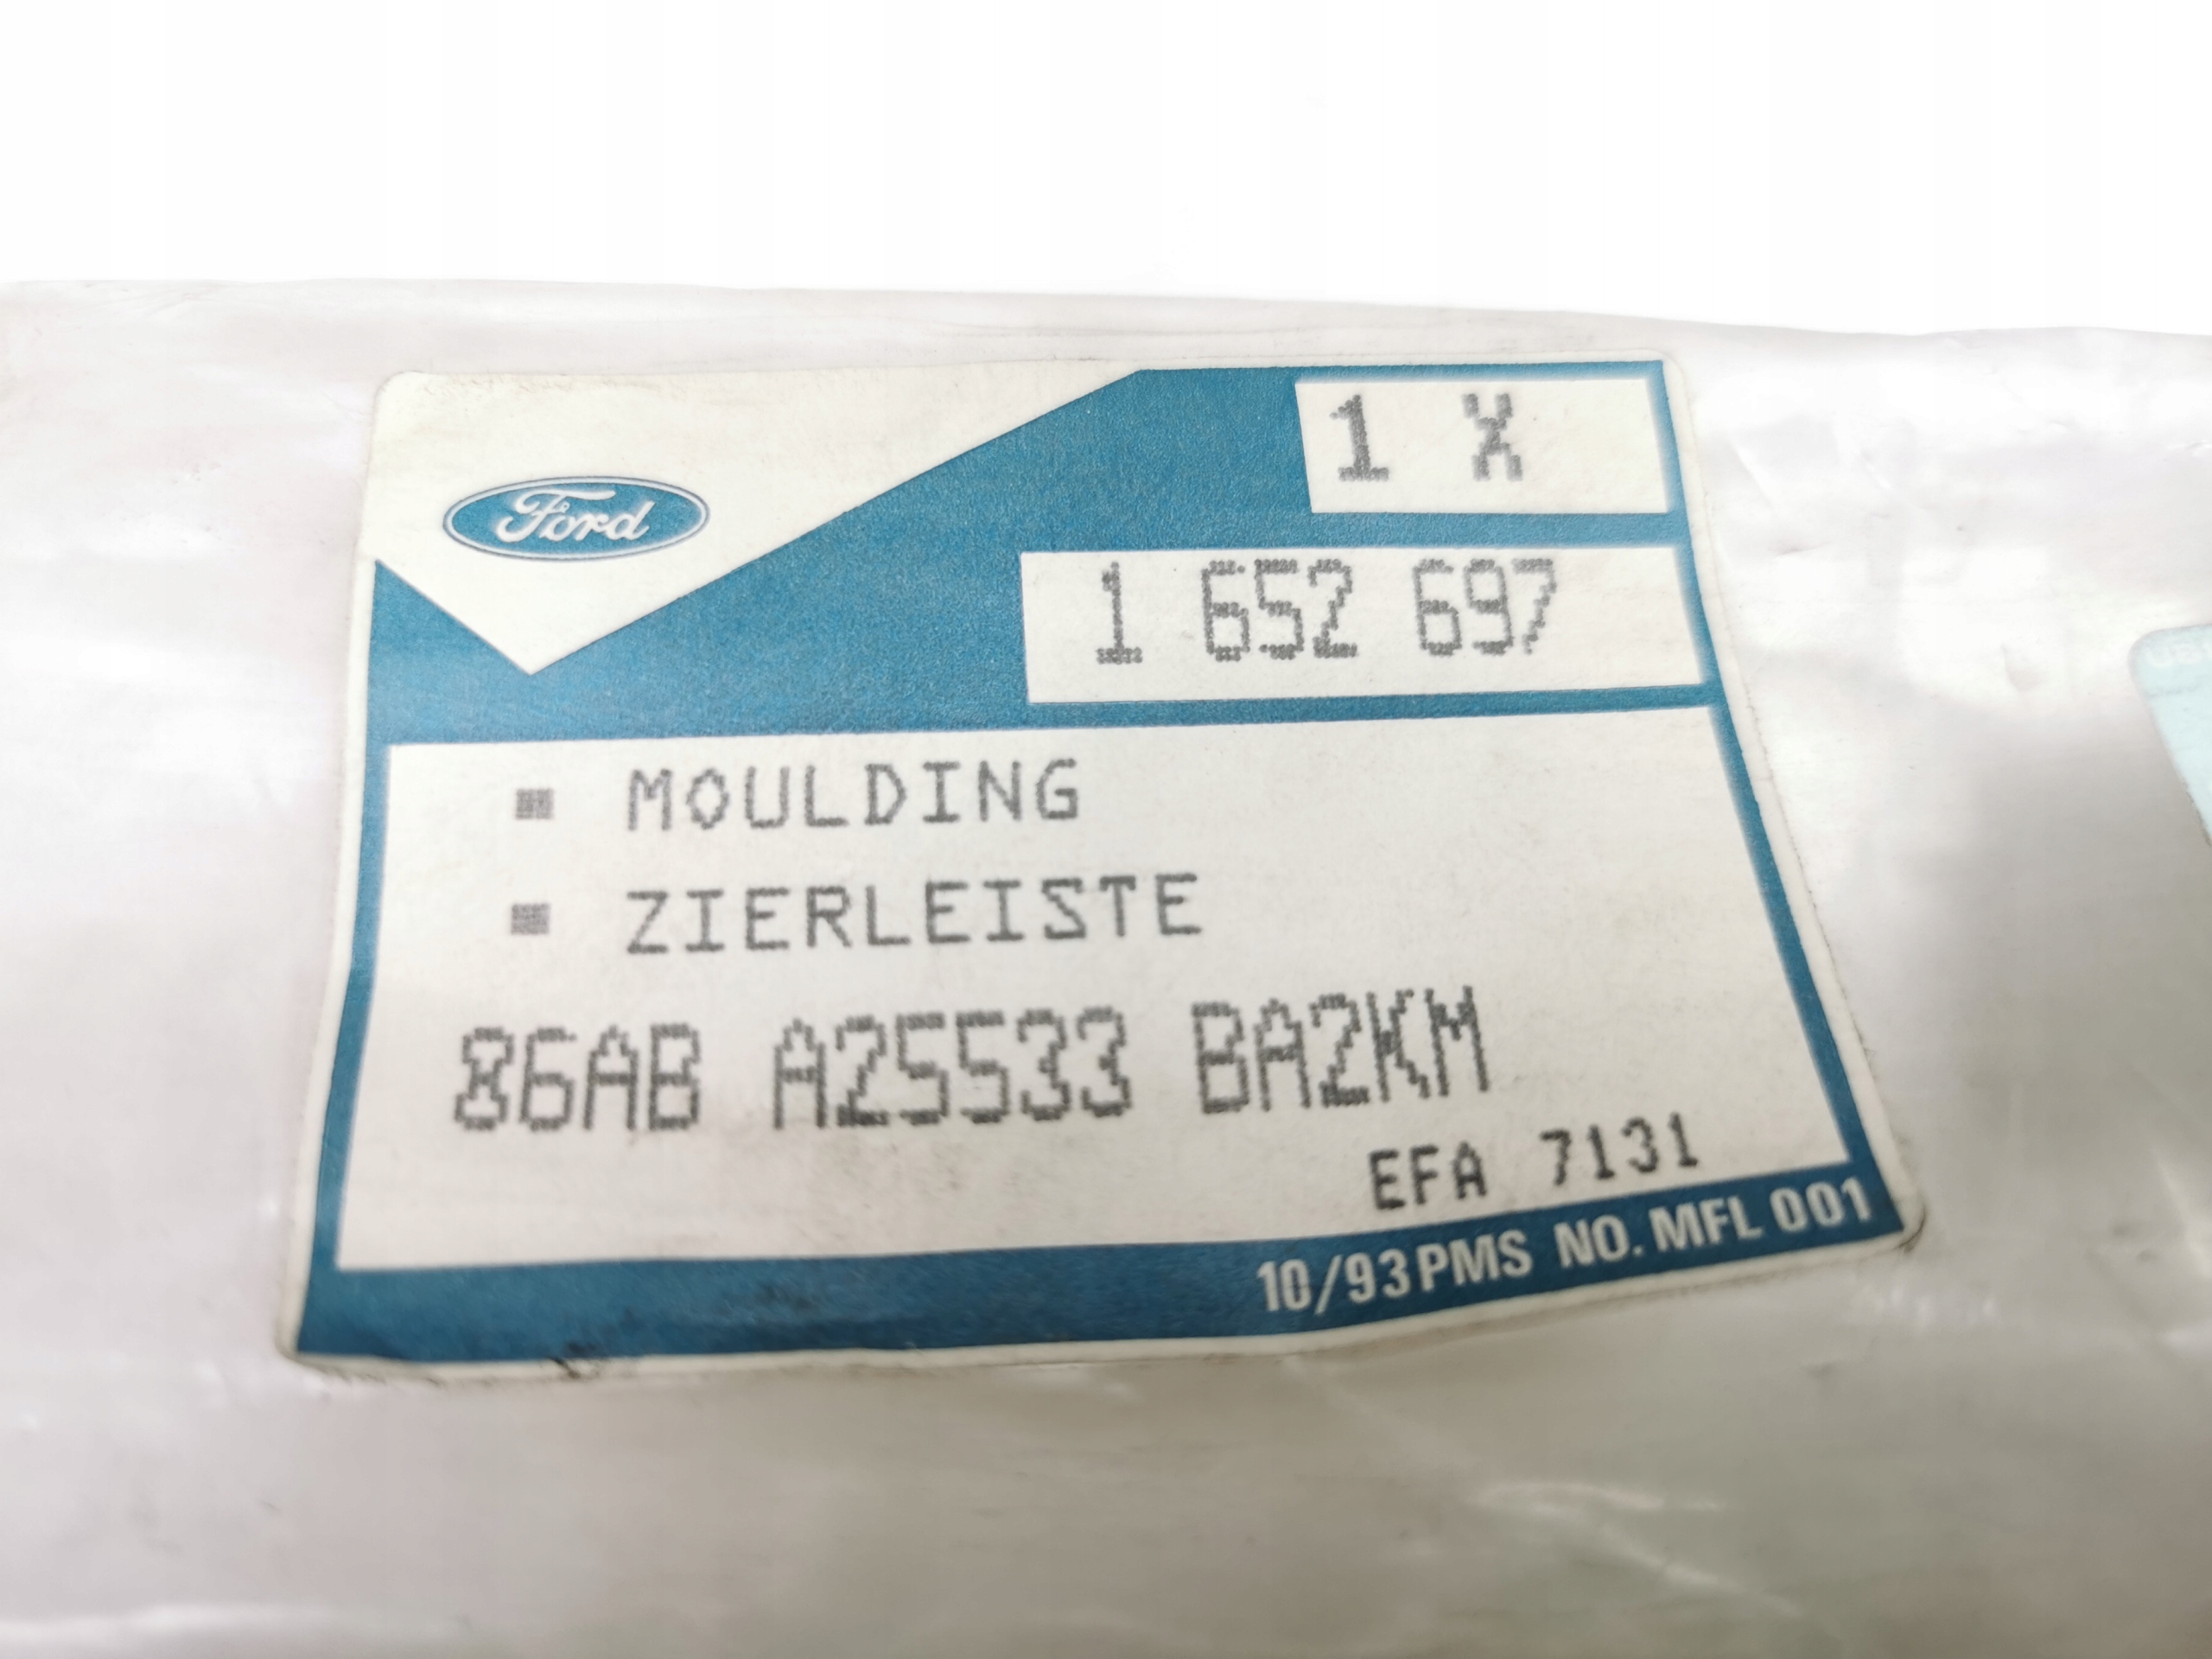 Ford
1 X
1 652 697
▪ MOULDING
▪ ZIERLEISTE
86AB A25533 BA2KM
EFA 7131
10/93 PMS NO. MFL 001